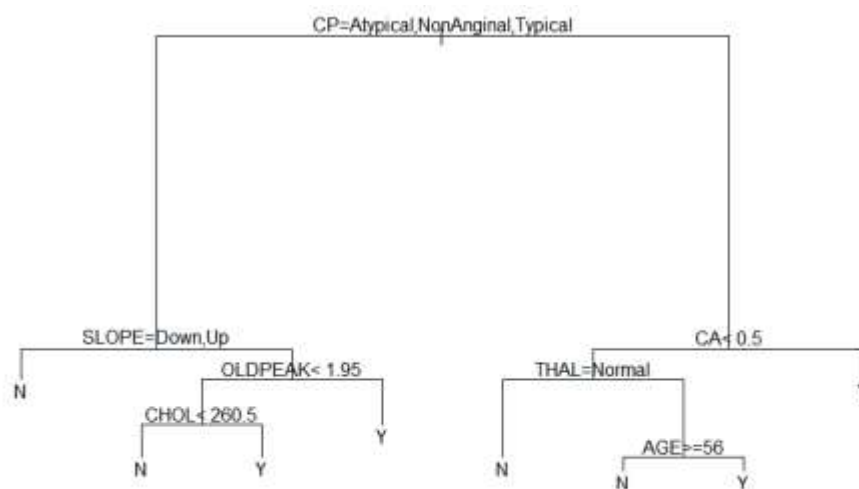 CP=Atypical,NonAnginal,Typical
SLOPE=Down,Up
CA< 0.5
N
OLDPEAK< 1.95
THAL=Normal
Y
CHOL< 260.5
Y
N
Y
N
AGE>=56
N
Y